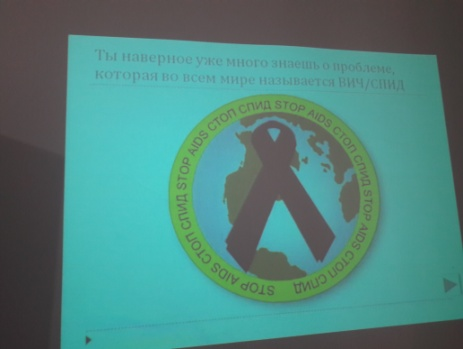 Ты наверное уже много знаешь о проблеме,
которая во всем мире называется ВИЧ/СПИД
STOP AIDS СТОП СПИД STOP AIDS СТОП СПИД STOP AIDS СТОП СПИД STOP AIDS СТОП СПИД